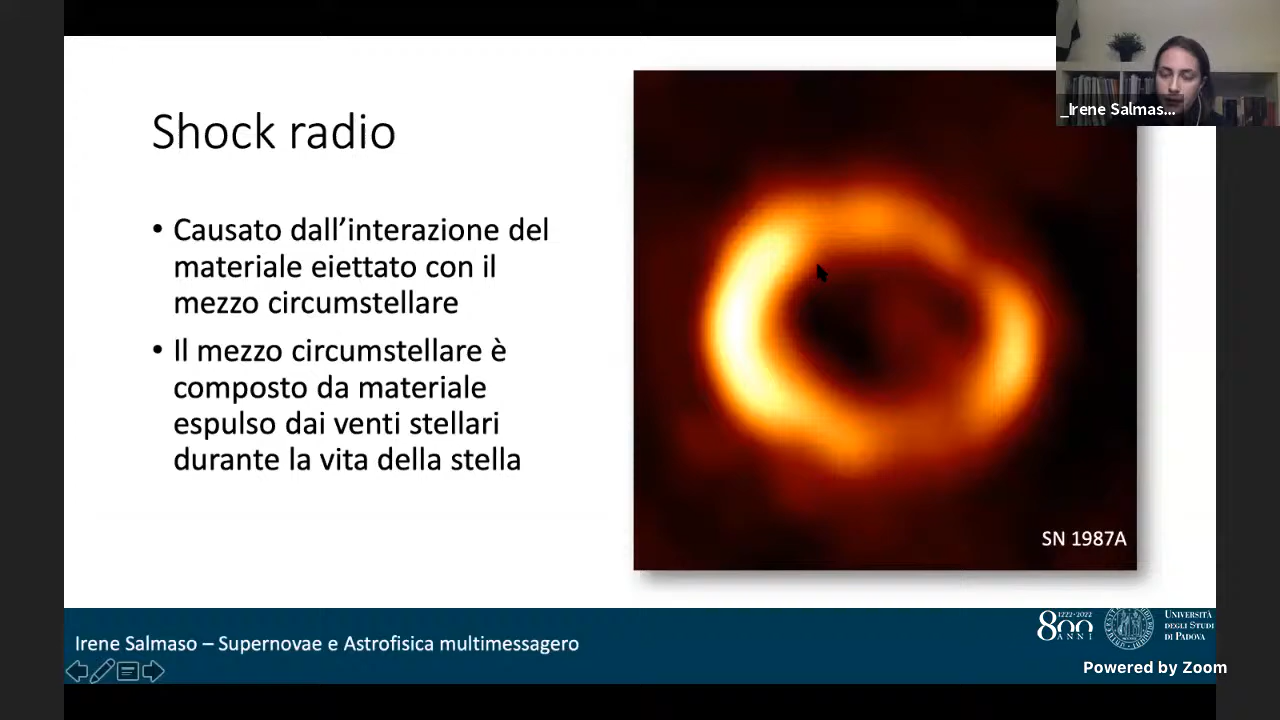 _Irene Salmas...
Shock radio
• Causato dall’interazione del
materiale eiettato con il
mezzo circumstellare
• Il mezzo circumstellare è
composto da materiale
espulso dai venti stellari
durante la vita della stella
SN 1987A
Irene Salmaso – Supernovae e Astrofisica multimessagero
1222-2022
800
ANNI
UNIVERSITÀ
DEGLI STUDI
DI PADOVA
Powered by Zoom